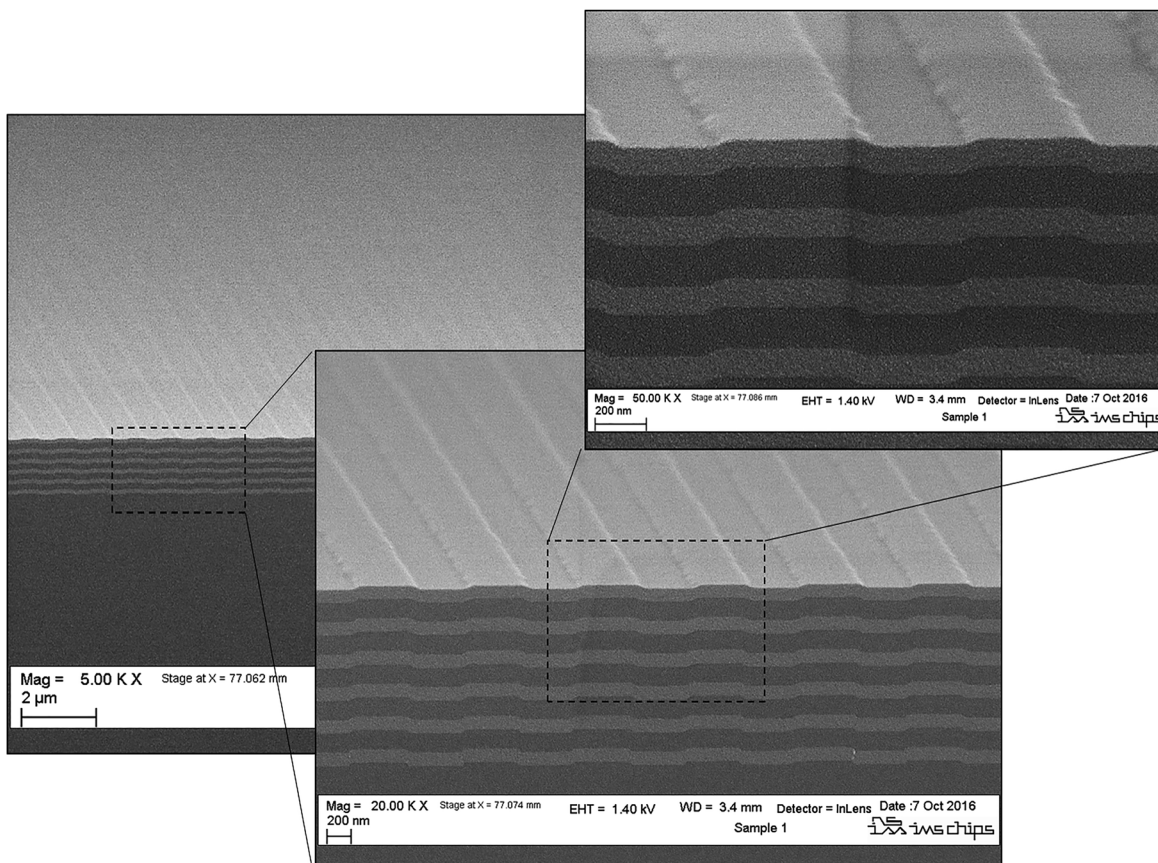 Mag = 50.00 K X Stage at X = 77.086 mm EHT = 1.40 kV WD = 3.4 mm Detector = InLens Date :7 Oct 2016
200 nm Sample 1 ims chips
Mag = 5.00 K X Stage at X = 77.062 mm
2 µm
Mag = 20.00 K X Stage at X = 77.074 mm EHT = 1.40 kV WD = 3.4 mm Detector = InLens Date :7 Oct 2016
200 nm Sample 1 ims chips